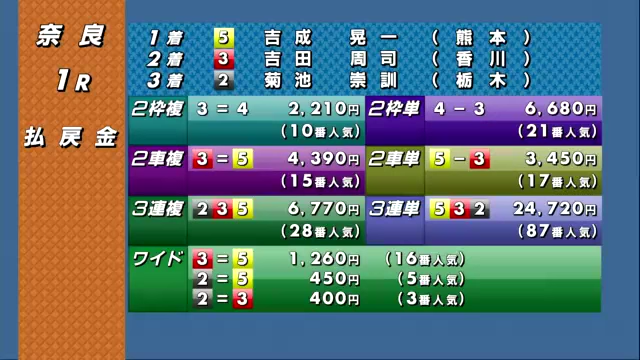 奈良
1R
払戻金
1着 5 吉成 晃一 (熊本)
2着 3 吉田 周司 (香川)
3着 2 菊池 崇訓 (栃木)
2枠複 3=4 2,210円 (10番人気)
2枠単 4-3 6,680円 (21番人気)
2車複 3=5 4,390円 (15番人気)
2車単 5-3 3,450円 (17番人気)
3連複 2 3 5 6,770円 (28番人気)
3連単 5 3 2 24,720円 (87番人気)
ワイド 3=5 1,260円 (16番人気)
2=5 450円 (5番人気)
2=3 400円 (3番人気)